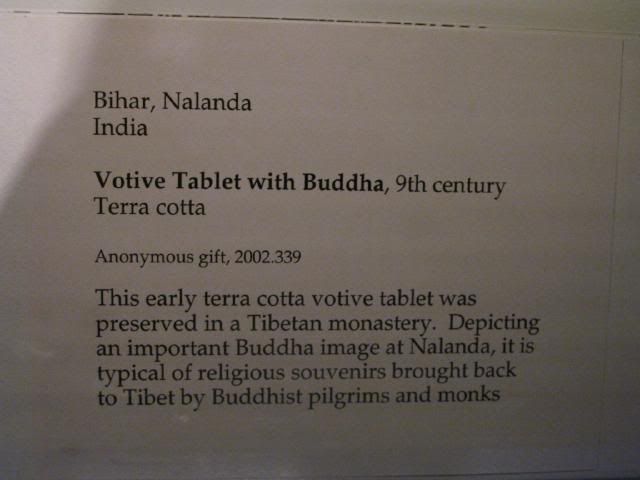 Bihar, Nalanda
India
Votive Tablet with Buddha, 9th century
Terra cotta
Anonymous gift, 2002.339
This early terra cotta votive tablet was
preserved in a Tibetan monastery. Depicting
an important Buddha image at Nalanda, it is
typical of religious souvenirs brought back
to Tibet by Buddhist pilgrims and monks